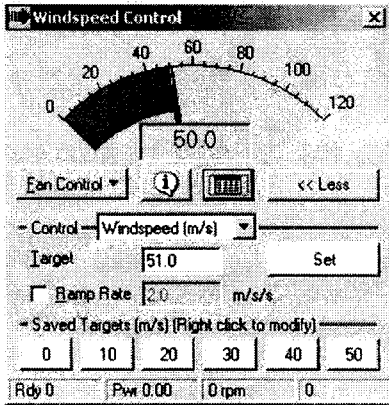 Windspeed Control
0 20 40 60 80 100 120
50.0
Fan Control << Less
Control Windspeed (m/s)
Target 51.0 Set
Ramp Rate 2.0 m/s/s
Saved Targets (m/s) (Right click to modify)
0 10 20 30 40 50
Rdy 0 Pwr 0.00 0 rpm 0